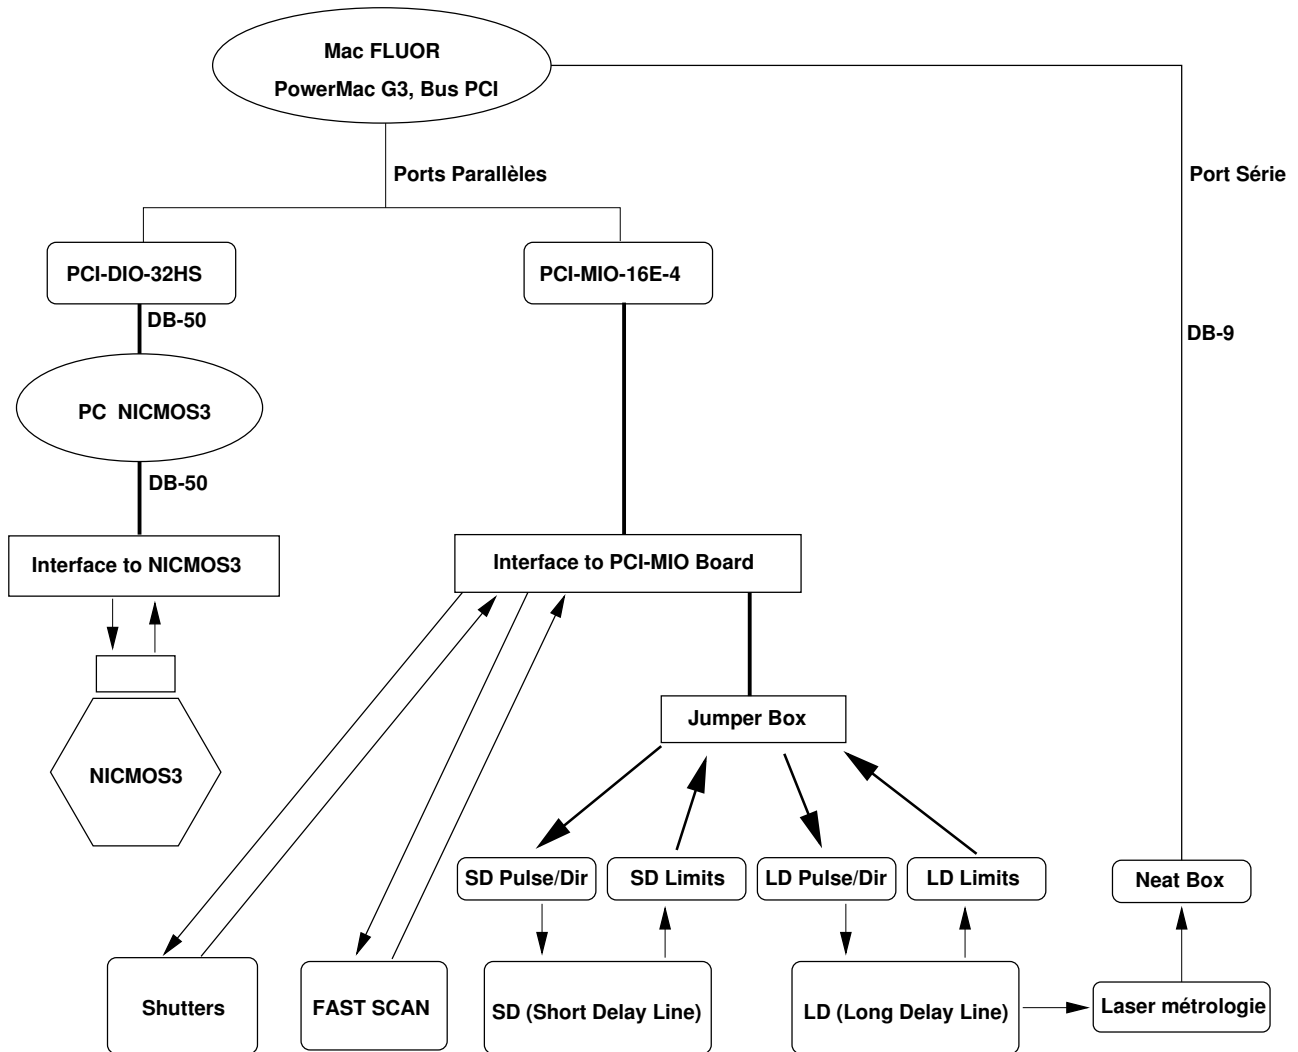 Mac FLUOR
PowerMac G3, Bus PCI
Ports Parallèles
Port Série
PCI-DIO-32HS
PCI-MIO-16E-4
DB-50
DB-9
PC NICMOS3
DB-50
Interface to NICMOS3
Interface to PCI-MIO Board
Jumper Box
NICMOS3
SD Pulse/Dir
SD Limits
LD Pulse/Dir
LD Limits
Neat Box
Shutters
FAST SCAN
SD (Short Delay Line)
LD (Long Delay Line)
Laser métrologie